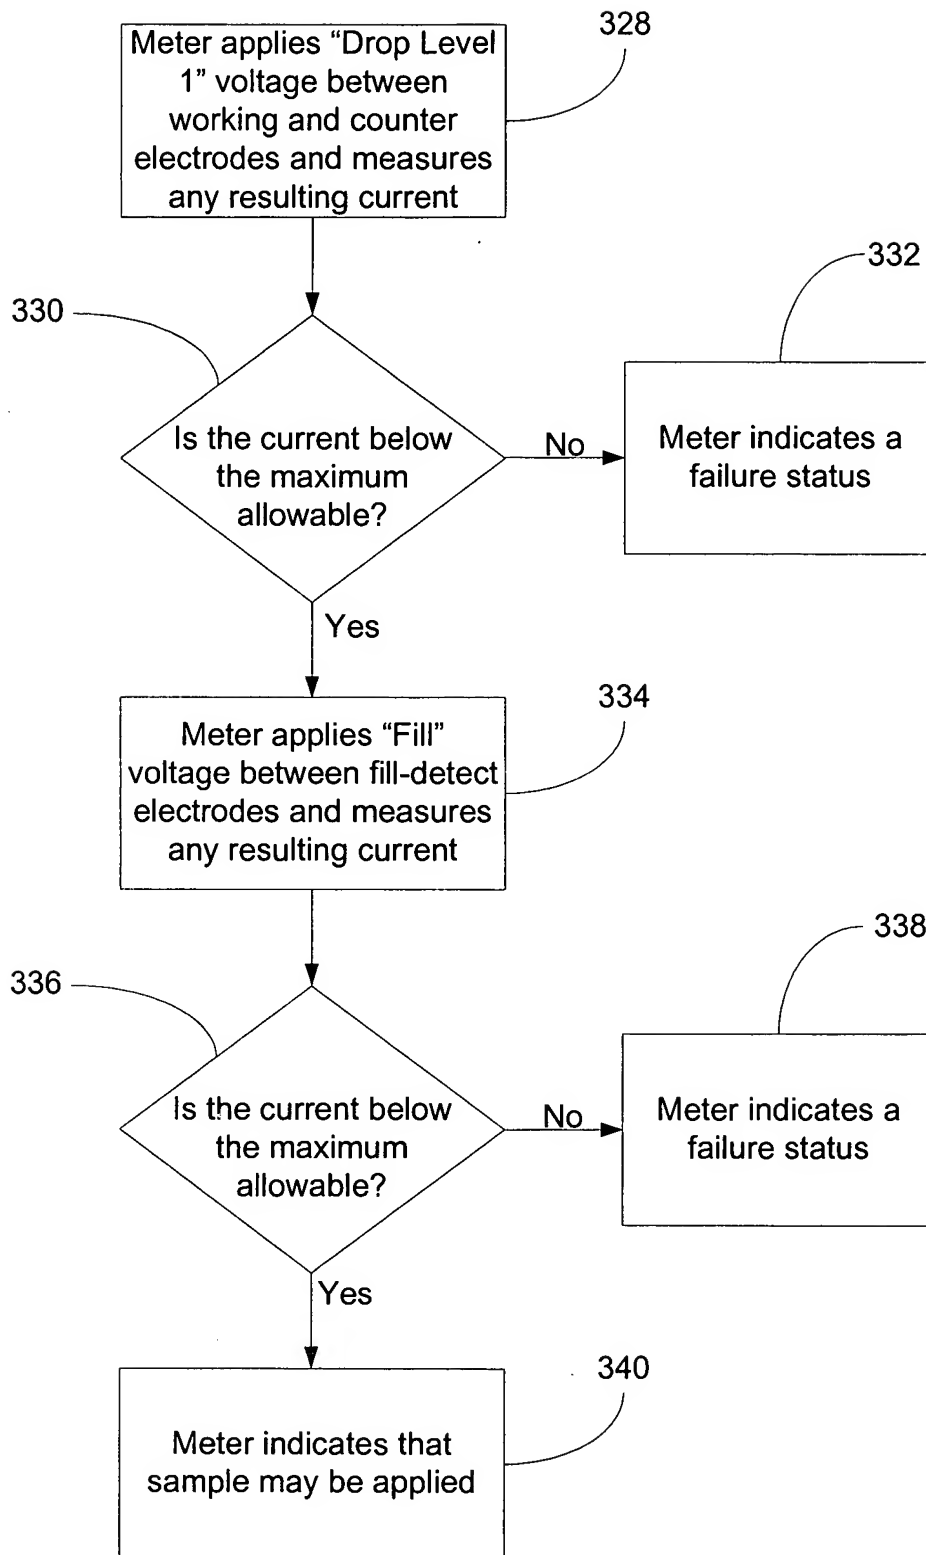 328
Meter applies “Drop Level
1” voltage between
working and counter
electrodes and measures
any resulting current
332
330
Is the current below
the maximum
allowable?
No
Meter indicates a
failure status
Yes
334
Meter applies “Fill”
voltage between fill-detect
electrodes and measures
any resulting current
338
336
Is the current below
the maximum
allowable?
No
Meter indicates a
failure status
Yes
340
Meter indicates that
sample may be applied